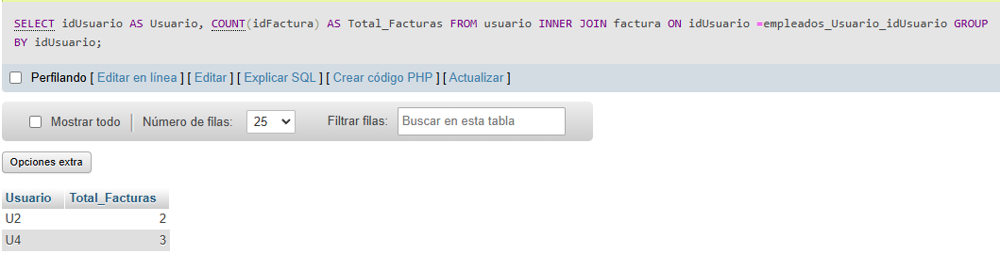 SELECT idUsuario AS Usuario, COUNT(idFactura) AS Total_Facturas FROM usuario INNER JOIN factura ON idUsuario =empleados_Usuario_idUsuario GROUP
BY idUsuario;
Perfilando [ Editar en línea ] [ Editar ] [ Explicar SQL ] [ Crear código PHP ] [ Actualizar ]
Mostrar todo Número de filas: 25 Filtrar filas: Buscar en esta tabla
Opciones extra
Usuario Total_Facturas
U2 2
U4 3